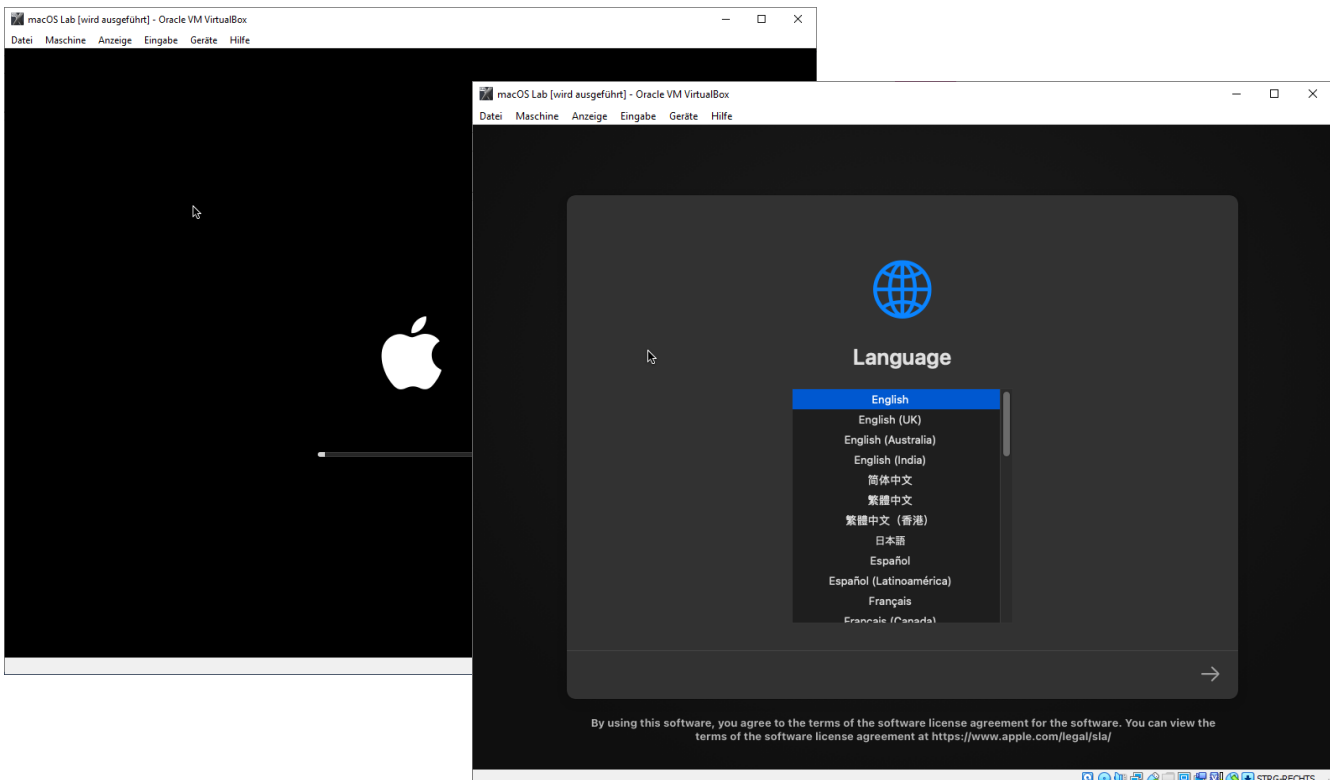 macOS Lab [wird ausgeführt] - Oracle VM VirtualBox
Datei Maschine Anzeige Eingabe Geräte Hilfe
macOS Lab [wird ausgeführt] - Oracle VM VirtualBox
Datei Maschine Anzeige Eingabe Geräte Hilfe
Language
English
English (UK)
English (Australia)
English (India)
简体中文
繁體中文
繁體中文（香港）
日本語
Español
Español (Latinoamérica)
Français
Français (Canada)
By using this software, you agree to the terms of the software license agreement for the software. You can view the
terms of the software license agreement at https://www.apple.com/legal/sla/
STRG-RECHTS